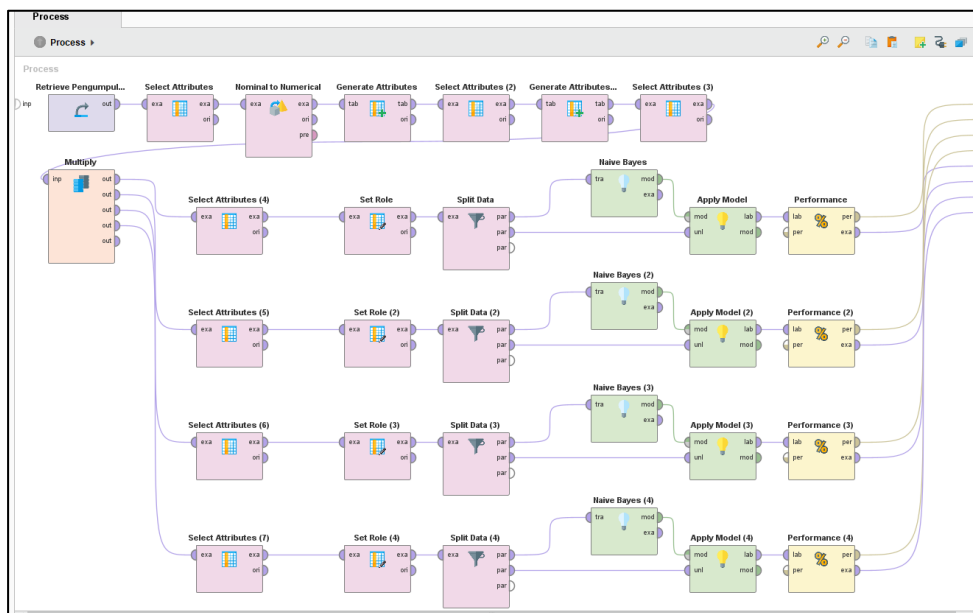 Process
Process
Process
Retrieve Pengumpul... Select Attributes Nominal to Numerical Generate Attributes Select Attributes (2) Generate Attributes... Select Attributes (3)
inp out exa exa exa exa tab tab exa exa tab tab exa exa
ori ori ori ori ori ori
pre
Multiply
inp out
out
out
out
out
Naive Bayes
tra mod
exa
Select Attributes (4) Set Role Split Data Apply Model Performance
exa exa exa exa exa par mod lab lab per
ori ori par unl mod per exa
par
Naive Bayes (2)
tra mod
exa
Select Attributes (5) Set Role (2) Split Data (2) Apply Model (2) Performance (2)
exa exa exa exa exa par mod lab lab per
ori ori par unl mod per exa
par
Naive Bayes (3)
tra mod
exa
Select Attributes (6) Set Role (3) Split Data (3) Apply Model (3) Performance (3)
exa exa exa exa exa par mod lab lab per
ori ori par unl mod per exa
par
Naive Bayes (4)
tra mod
exa
Select Attributes (7) Set Role (4) Split Data (4) Apply Model (4) Performance (4)
exa exa exa exa exa par mod lab lab per
ori ori par unl mod per exa
par